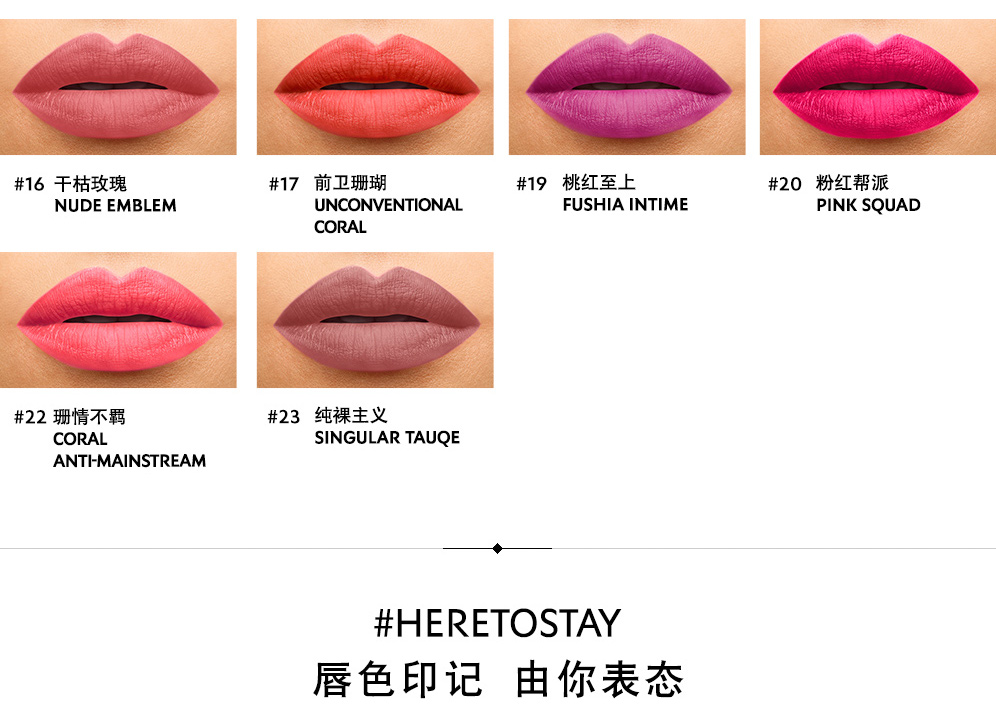 #16 干枯玫瑰
NUDE EMBLEM
#17 前卫珊瑚
UNCONVENTIONAL
CORAL
#19 桃红至上
FUSHIA INTIME
#20 粉红帮派
PINK SQUAD
#22 珊情不羁
CORAL
ANTI-MAINSTREAM
#23 纯裸主义
SINGULAR TAUQE
#HERETOSTAY
唇色印记 由你表态